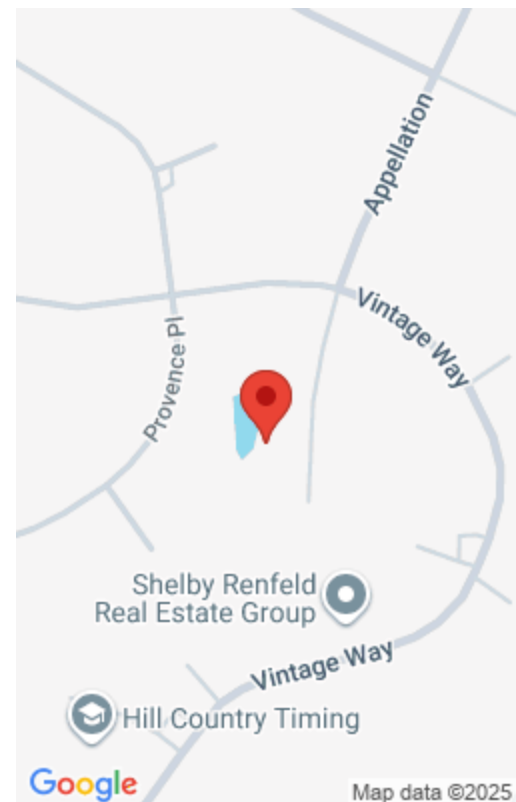 Appellation
Vintage Way
Provence Pl
Shelby Renfeld
Real Estate Group
Vintage Way
Hill Country Timing
Google
Map data ©2025